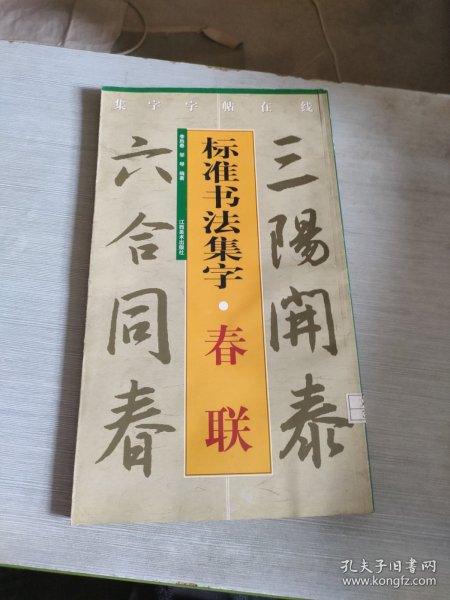 集字字帖在线
三陽開泰
标准书法集字·春联
编著
江西美术出版社
六合同春
孔夫子旧书网
www.kongfz.com